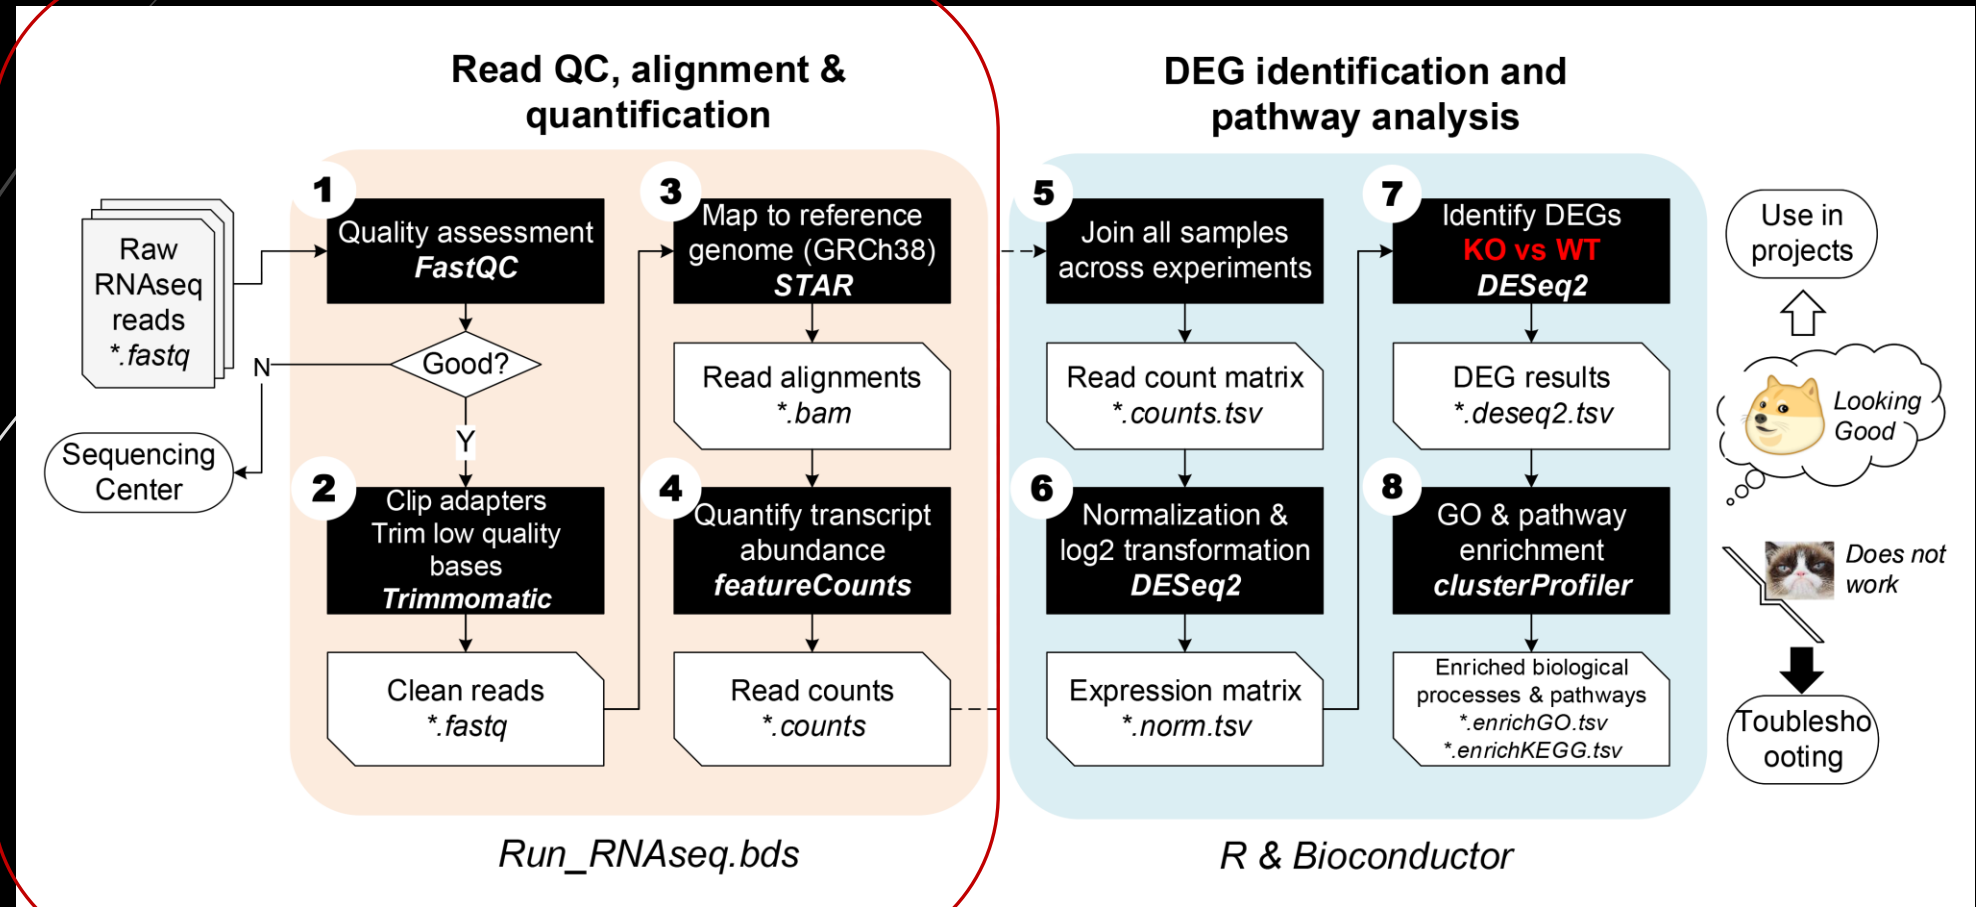 Read QC, alignment &
quantification
DEG identification and
pathway analysis
Raw
RNAseq
reads
*.fastq
1
Quality assessment
FastQC
Good?
N
Y
Sequencing
Center
2
Clip adapters
Trim low quality
bases
Trimmomatic
Clean reads
*.fastq
3
Map to reference
genome (GRCh38)
STAR
Read alignments
*.bam
4
Quantify transcript
abundance
featureCounts
Read counts
*.counts
5
Join all samples
across experiments
Read count matrix
*.counts.tsv
6
Normalization &
log2 transformation
DESeq2
Expression matrix
*.norm.tsv
7
Identify DEGs
KO vs WT
DESeq2
DEG results
*.deseq2.tsv
8
GO & pathway
enrichment
clusterProfiler
Enriched biological
processes & pathways
*.enrichGO.tsv
*.enrichKEGG.tsv
Use in
projects
Looking
Good
Does not
work
Toublesho
ooting
Run_RNAseq.bds
R & Bioconductor